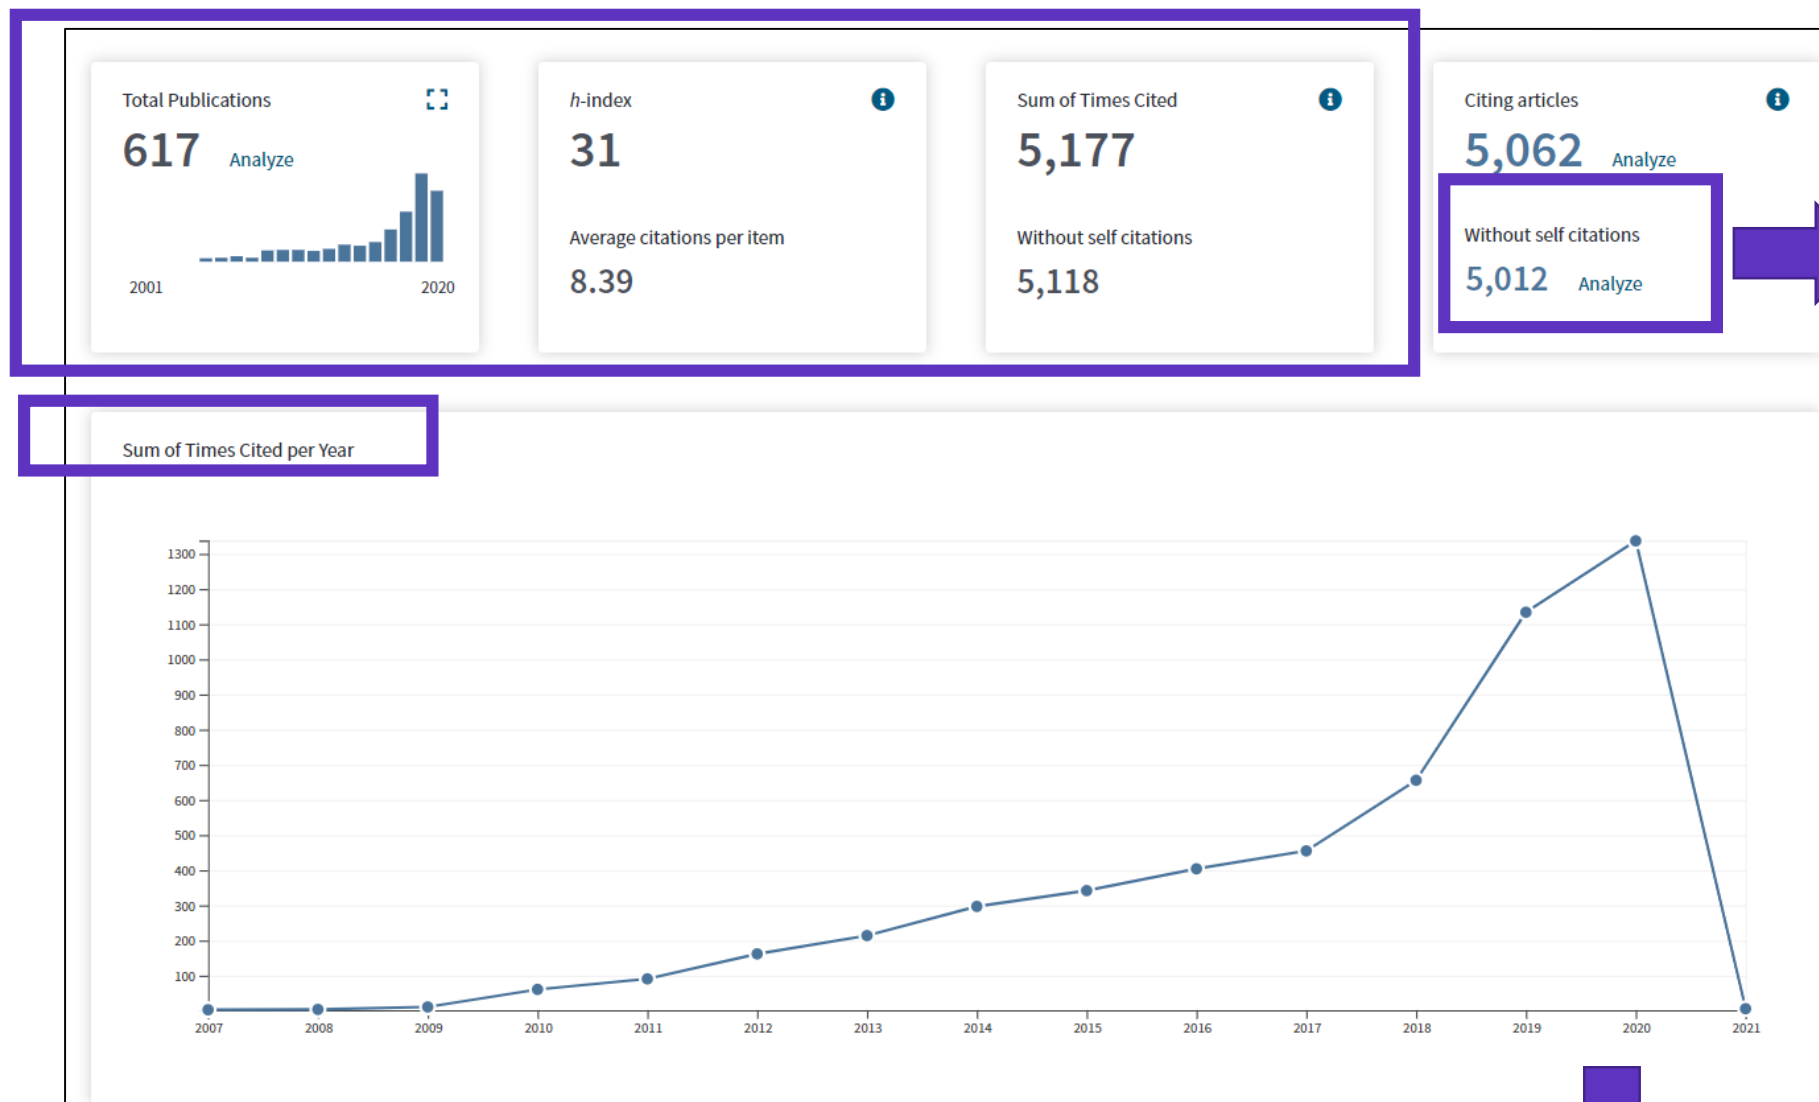 Total Publications
617 Analyze
2001 2020
h-index
31
Average citations per item
8.39
Sum of Times Cited
5,177
Without self citations
5,118
Citing articles
5,062 Analyze
Without self citations
5,012 Analyze
Sum of Times Cited per Year
1300
1200
1100
1000
900
800
700
600
500
400
300
200
100
2007 2008 2009 2010 2011 2012 2013 2014 2015 2016 2017 2018 2019 2020 2021